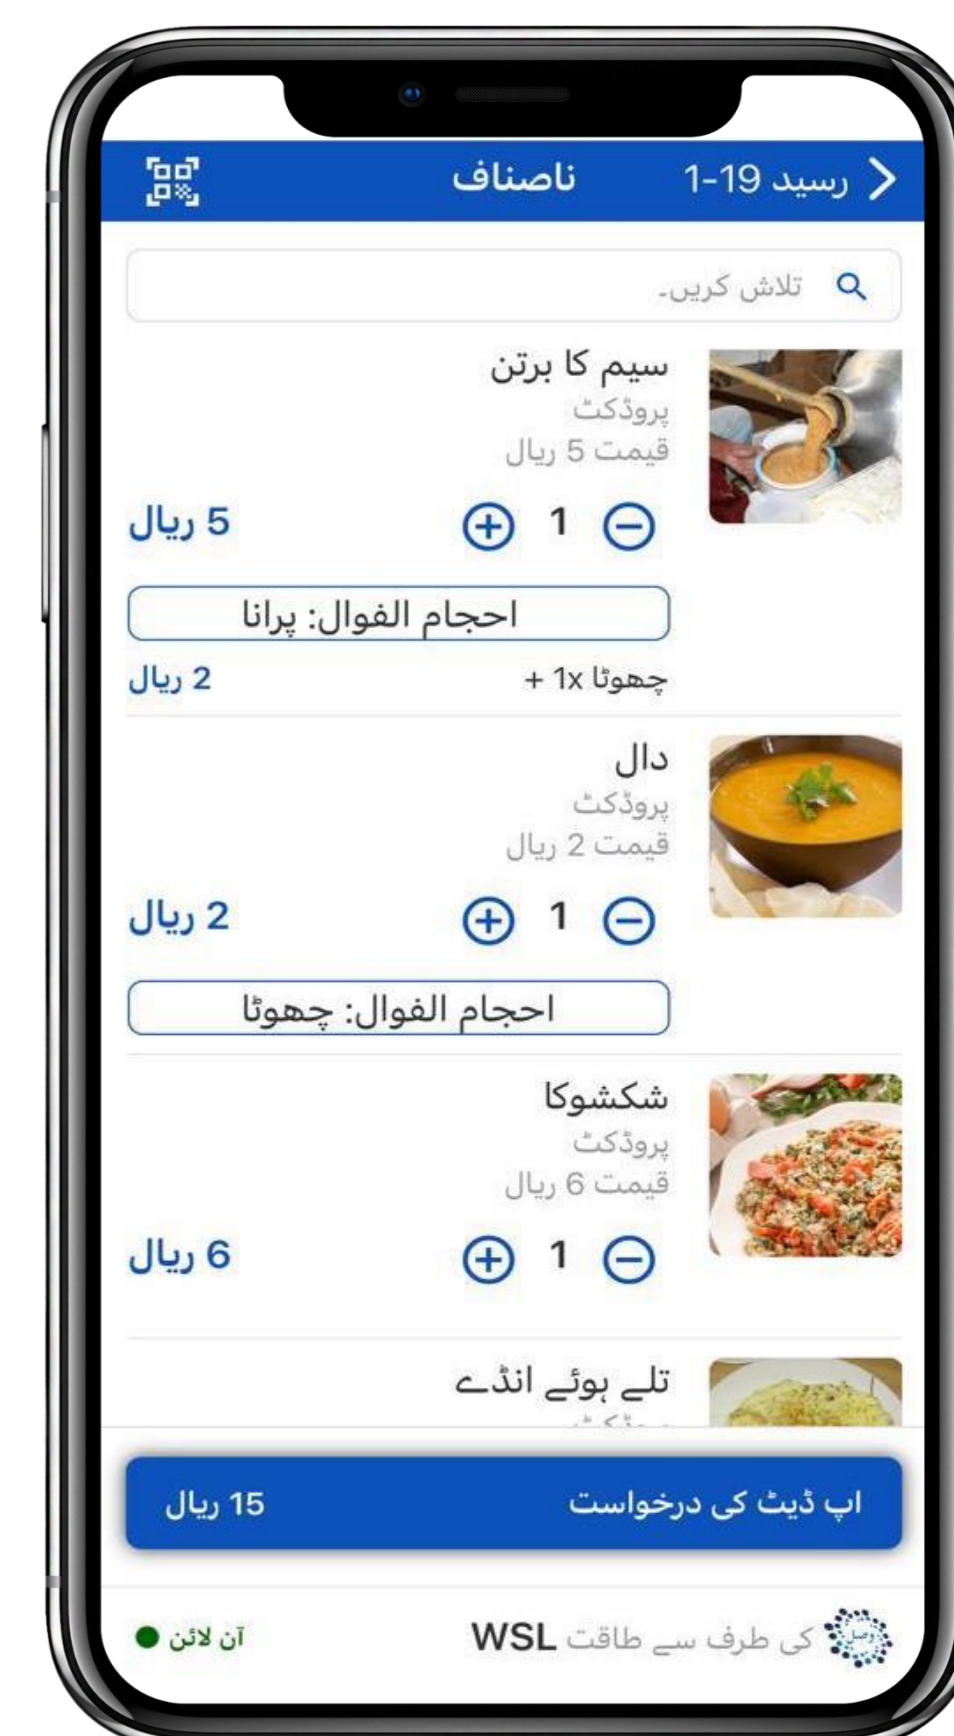 رسید 19-1 ناصناف
تلاش کریں۔
سیم کا برتن
پروڈکٹ
قیمت 5 ریال
1 5 ریال
احجام الفوال: پرانا
چھوٹا 1x + 2 ریال
دال
پروڈکٹ
قیمت 2 ریال
1 2 ریال
احجام الفوال: چھوٹا
شکشوکا
پروڈکٹ
قیمت 6 ریال
1 6 ریال
تلے ہوئے انڈے
اپ ڈیٹ کی درخواست 15 ریال
وصل کی طرف سے طاقت WSL آن لائن